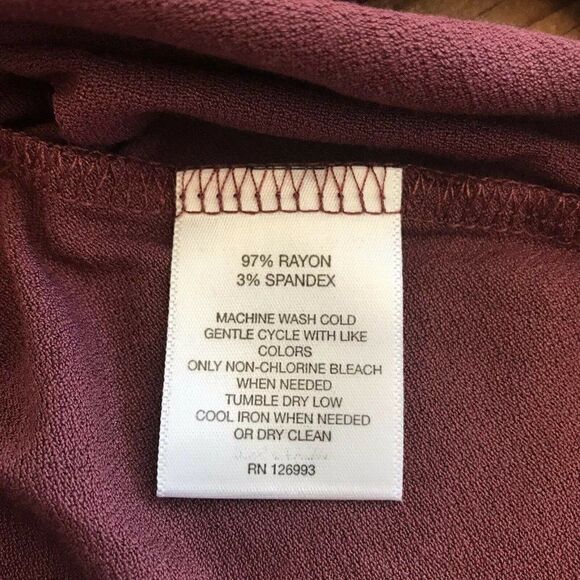 97% RAYON
3% SPANDEX
MACHINE WASH COLD
GENTLE CYCLE WITH LIKE
COLORS
ONLY NON-CHLORINE BLEACH
WHEN NEEDED
TUMBLE DRY LOW
COOL IRON WHEN NEEDED
OR DRY CLEAN
RN 126993